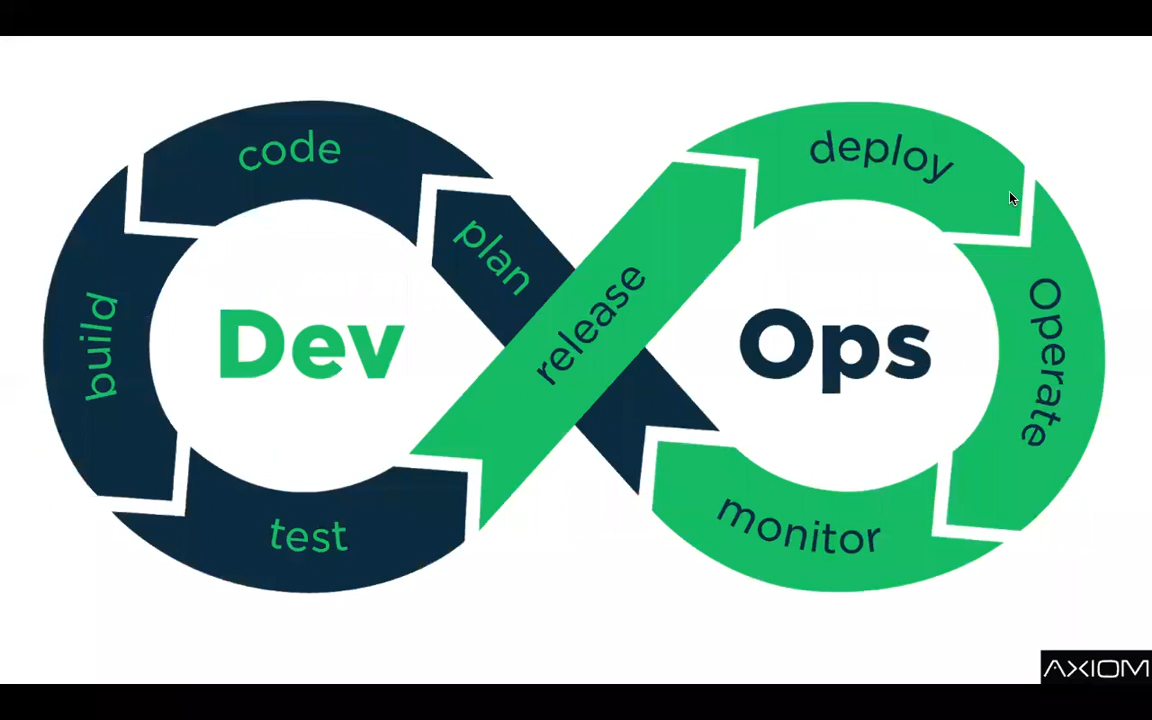 code
deploy
plan
release
build
Dev
Ops
Operate
test
monitor
AXIOM